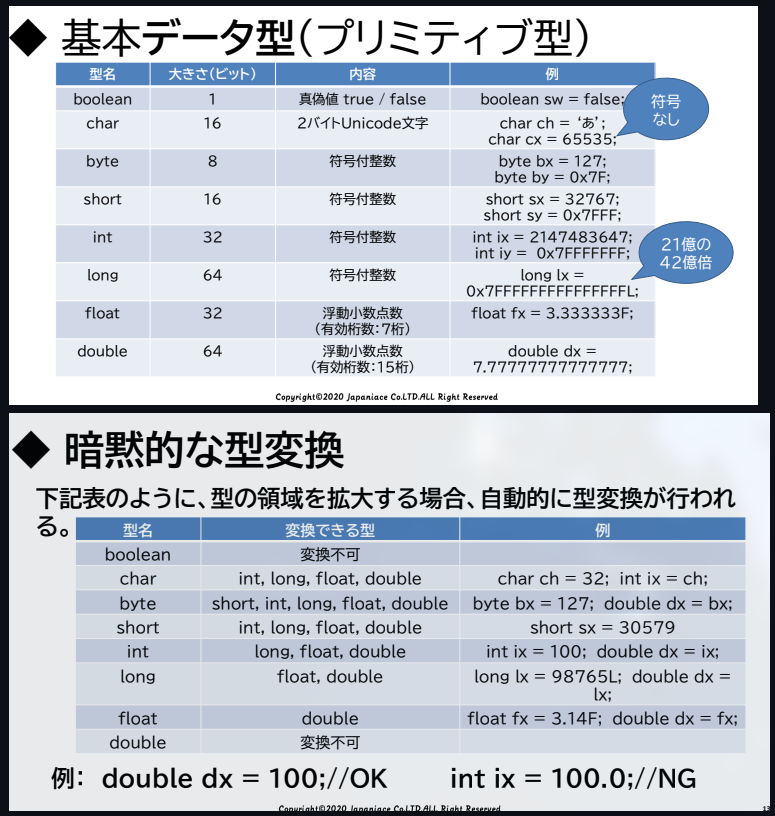 ◆ 基本データ型(プリミティブ型)
型名 大きさ(ビット) 内容 例
boolean 1 真偽値 true / false boolean sw = false;
符号
なし
char 16 2バイトUnicode文字 char ch = ‘あ’;
char cx = 65535;
byte 8 符号付整数 byte bx = 127;
byte by = 0x7F;
short 16 符号付整数 short sx = 32767;
short sy = 0x7FFF;
int 32 符号付整数 int ix = 2147483647;
int iy = 0x7FFFFFFF;
21億の
42億倍
long 64 符号付整数 long lx =
0x7FFFFFFFFFFFFFFFL;
float 32 浮動小数点数 float fx = 3.333333F;
(有効桁数:7桁)
double 64 浮動小数点数 double dx =
(有効桁数:15桁) 7.77777777777777;
Copyright©2020 Japaniace Co.LTD.ALL Right Reserved
◆ 暗黙的な型変換
下記表のように、型の領域を拡大する場合、自動的に型変換が行われ
る。
型名 変換できる型 例
boolean 変換不可
char int, long, float, double char ch = 32; int ix = ch;
byte short, int, long, float, double byte bx = 127; double dx = bx;
short int, long, float, double short sx = 30579
int long, float, double int ix = 100; double dx = ix;
long float, double long lx = 98765L; double dx =
lx;
float double float fx = 3.14F; double dx = fx;
double 変換不可
例: double dx = 100;//OK int ix = 100.0;//NG
Copyright©2020 Japaniace Co.LTD.ALL Right Reserved
13